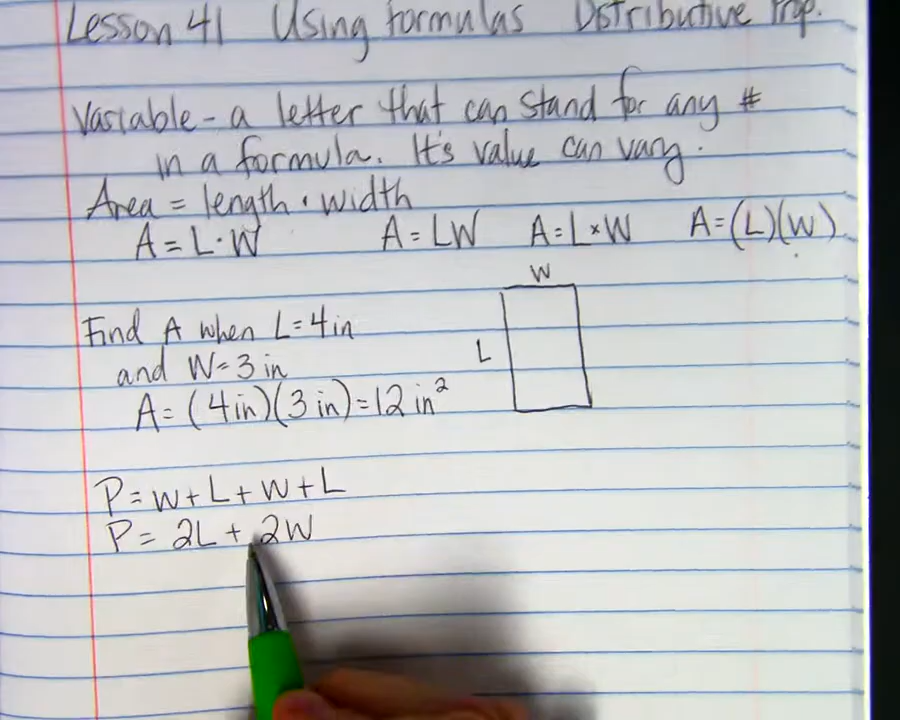 Lesson 41 Using formulas Distributive Prop.
Variable - a letter that can stand for any #
in a formula. It's value can vary.
Area = length · width
A = L · W A = LW A = L × W A = (L)(W)
W
Find A when L = 4 in
L
and W = 3 in
A = (4 in)(3 in) = 12 in²
P = W + L + W + L
P = 2L + 2W